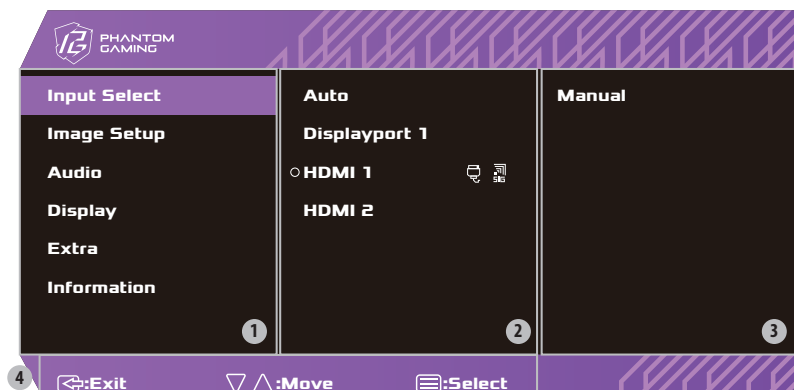 PHANTOM
GAMING
Input Select
Image Setup
Audio
Display
Extra
Information
1
Auto
Displayport 1
HDMI 1 SIG
HDMI 2
2
Manual
3
4
:Exit
:Move
:Select